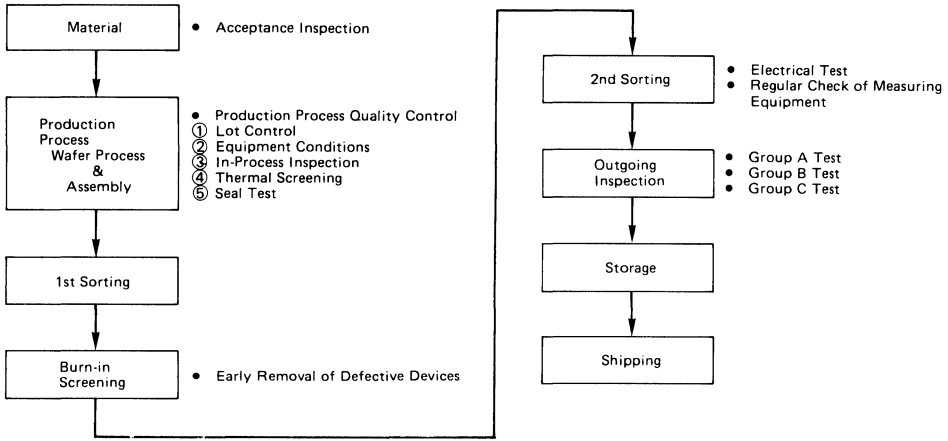 Material
• Acceptance Inspection
Production
Process
Wafer Process
&
Assembly
• Production Process Quality Control
① Lot Control
② Equipment Conditions
③ In-Process Inspection
④ Thermal Screening
⑤ Seal Test
1st Sorting
Burn-in
Screening
• Early Removal of Defective Devices
2nd Sorting
• Electrical Test
• Regular Check of Measuring
Equipment
Outgoing
Inspection
• Group A Test
• Group B Test
• Group C Test
Storage
Shipping